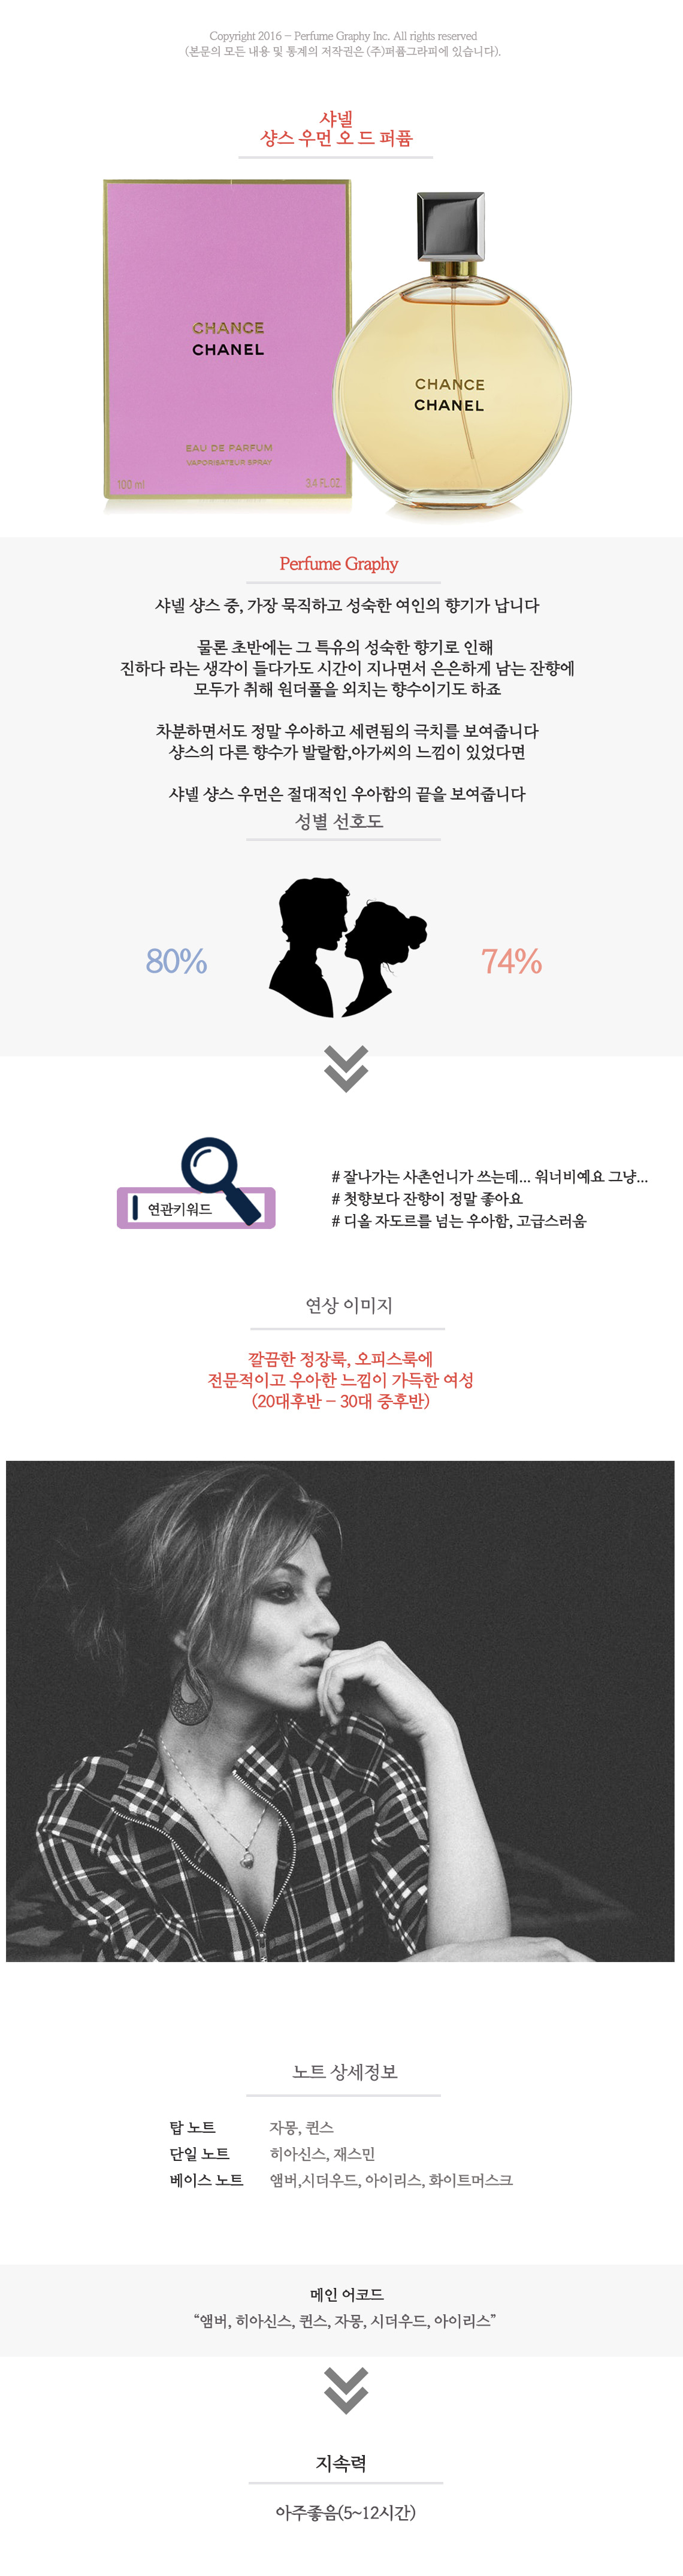 Copyright 2016 - Perfume Graphy Inc. All rights reserved
(본문의 모든 내용 및 통계의 저작권은 (주)퍼퓸그라피에 있습니다).
샤넬
샹스 우먼 오 드 퍼퓸
CHANCE
CHANEL
EAU DE PARFUM
VAPORISATEUR SPRAY
100 ml
3.4 FL.OZ.
CHANCE
CHANEL
Perfume Graphy
샤넬 샹스 중, 가장 묵직하고 성숙한 여인의 향기가 납니다
물론 초반에는 그 특유의 성숙한 향기로 인해
진하다 라는 생각이 들다가도 시간이 지나면서 은은하게 남는 잔향에
모두가 취해 원더풀을 외치는 향수이기도 하죠
차분하면서도 정말 우아하고 세련됨의 극치를 보여줍니다
샹스의 다른 향수가 발랄함,아가씨의 느낌이 있었다면
샤넬 샹스 우먼은 절대적인 우아함의 끝을 보여줍니다
성별 선호도
80%
74%
연관키워드
# 잘나가는 사촌언니가 쓰는데... 워너비예요 그냥...
# 첫향보다 잔향이 정말 좋아요
# 디올 자도르를 넘는 우아함, 고급스러움
연상 이미지
깔끔한 정장룩, 오피스룩에
전문적이고 우아한 느낌이 가득한 여성
(20대후반 - 30대 중후반)
노트 상세정보
탑 노트 자몽, 퀸스
단일 노트 히아신스, 재스민
베이스 노트 앰버,시더우드, 아이리스, 화이트머스크
메인 어코드
“앰버, 히아신스, 퀸스, 자몽, 시더우드, 아이리스”
지속력
아주좋음(5~12시간)